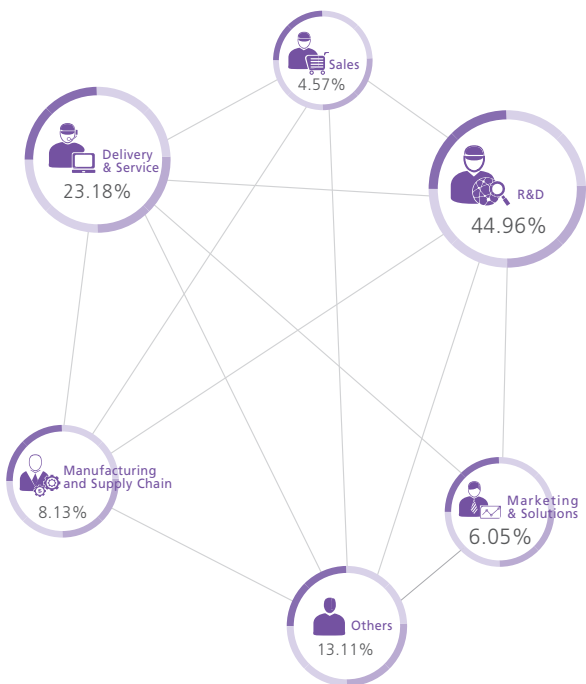 Sales
4.57%
Delivery
& Service
23.18%
R&D
44.96%
Manufacturing
and Supply Chain
8.13%
Marketing
& Solutions
6.05%
Others
13.11%